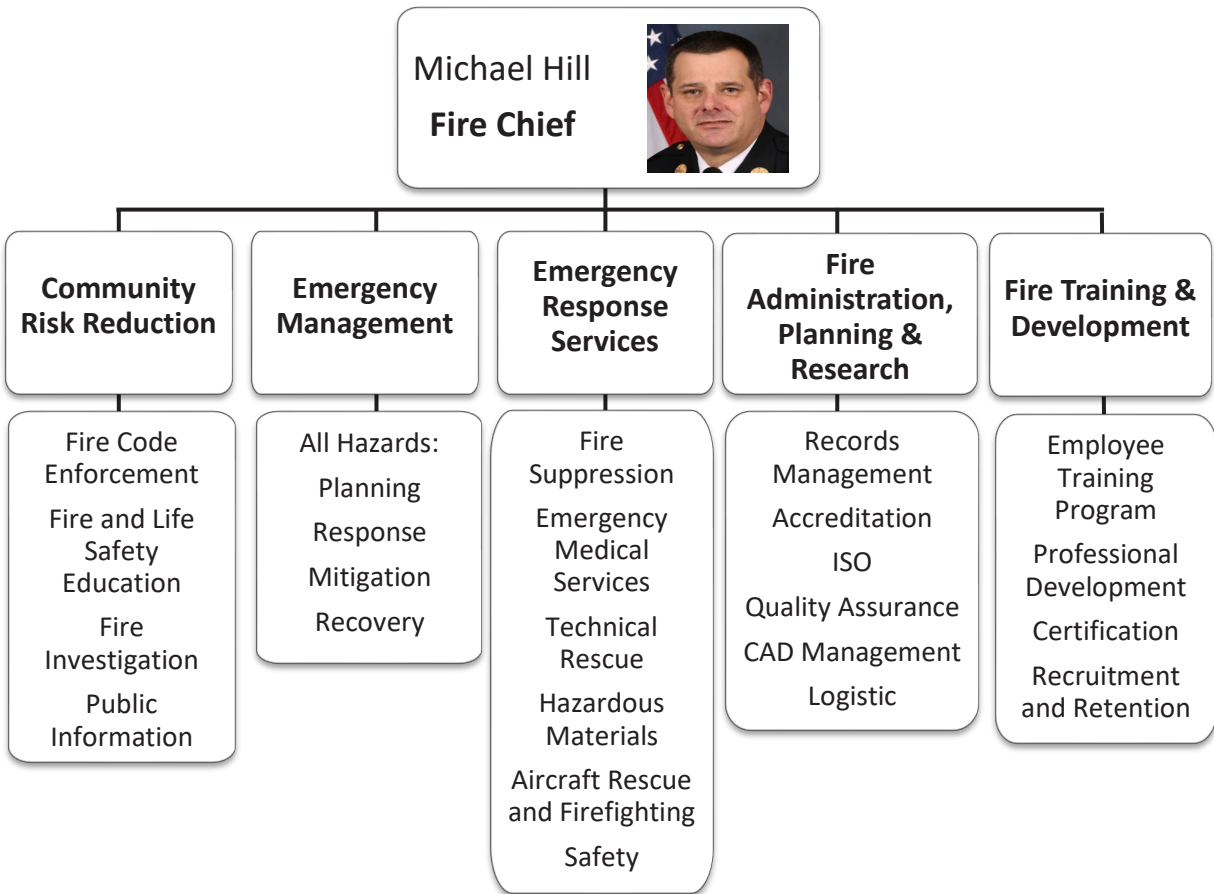 Michael Hill
Fire Chief
Community
Risk Reduction
Emergency
Management
Emergency
Response
Services
Fire
Administration,
Planning &
Research
Fire Training &
Development
Fire Code
Enforcement
Fire and Life
Safety
Education
Fire
Investigation
Public
Information
All Hazards:
Planning
Response
Mitigation
Recovery
Fire
Suppression
Emergency
Medical
Services
Technical
Rescue
Hazardous
Materials
Aircraft Rescue
and Firefighting
Safety
Records
Management
Accreditation
ISO
Quality Assurance
CAD Management
Logistic
Employee
Training
Program
Professional
Development
Certification
Recruitment
and Retention